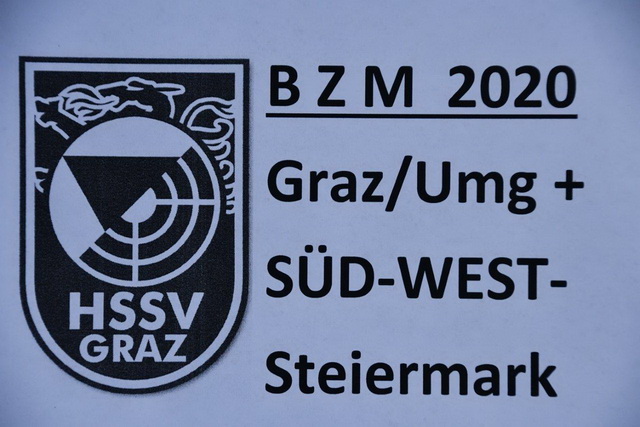 HSSV
GRAZ
B Z M 2020
Graz/Umg +
SÜD-WEST-
Steiermark